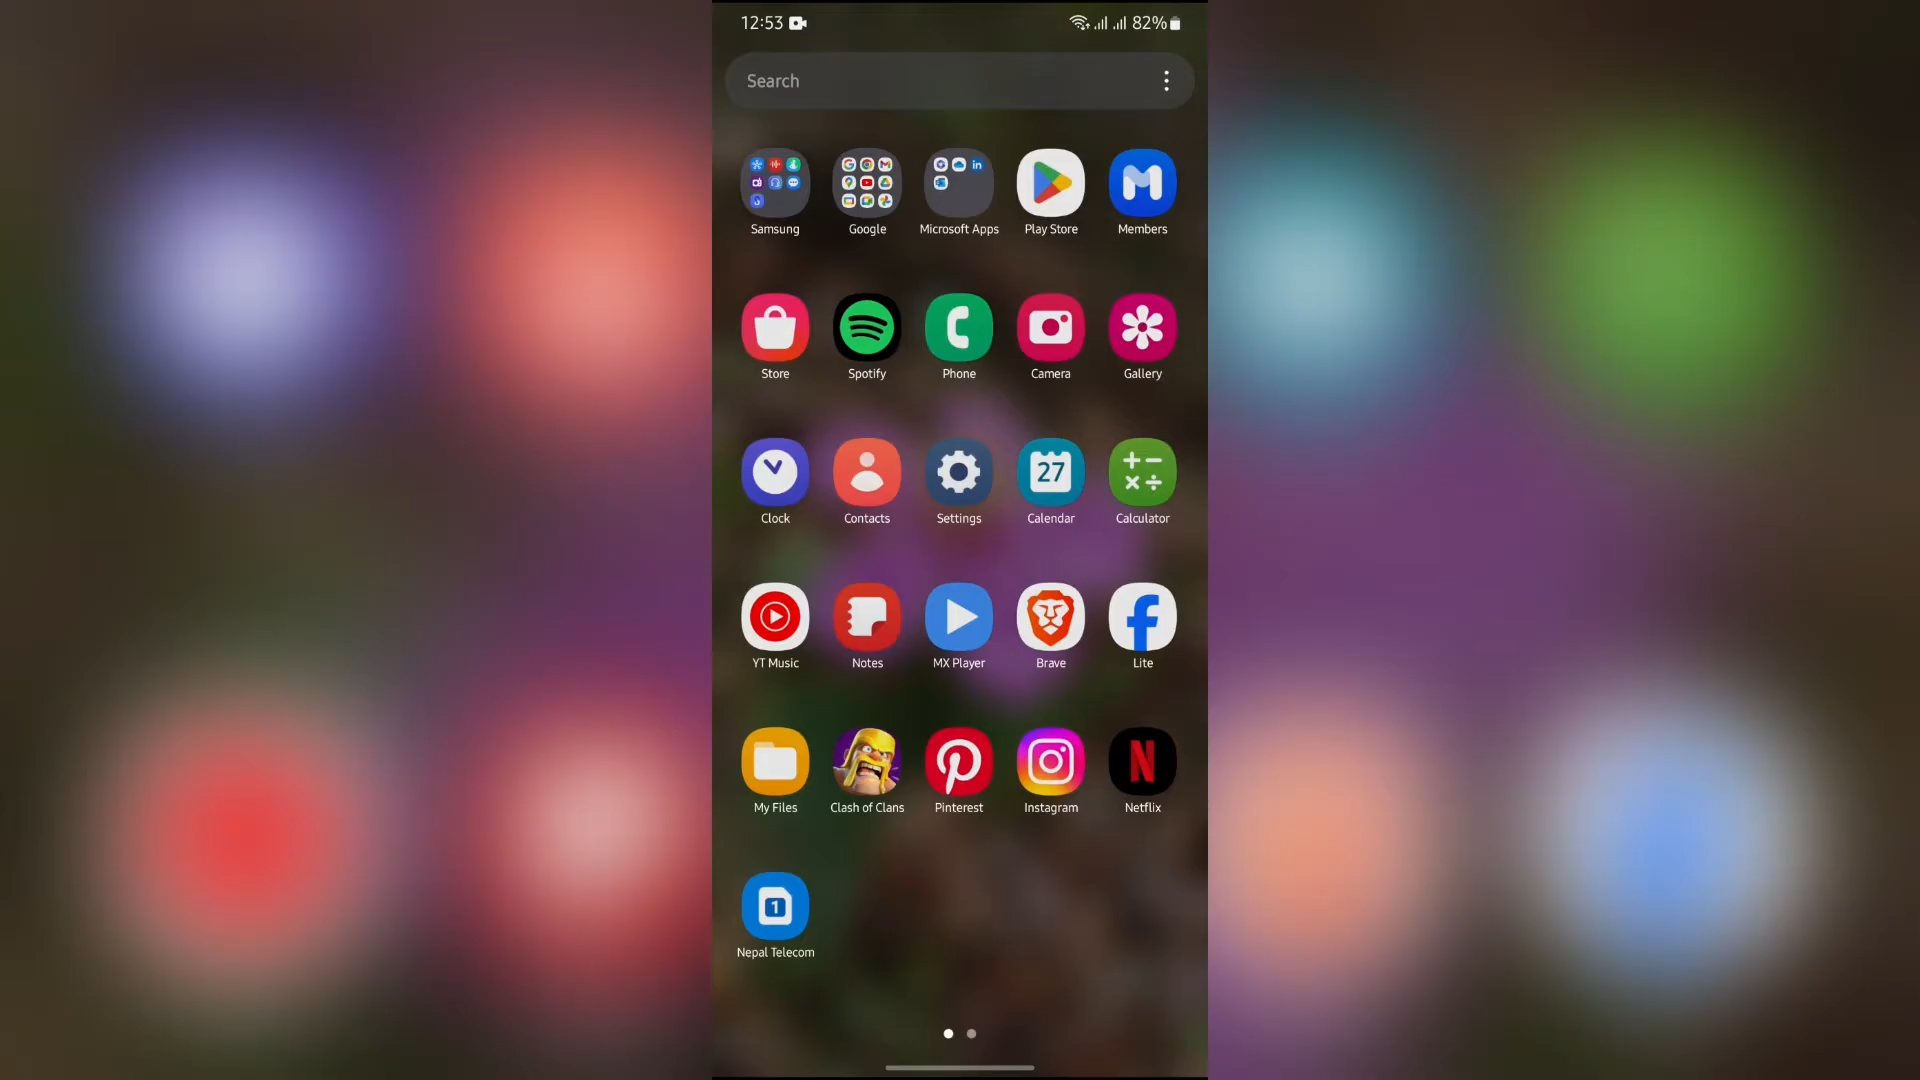 12:53 82%
Search
Samsung Google Microsoft Apps Play Store Members
Store Spotify Phone Camera Gallery
27
Clock Contacts Settings Calendar Calculator
YT Music Notes MX Player Brave Lite
N
My Files Clash of Clans Pinterest Instagram Netflix
1
Nepal Telecom